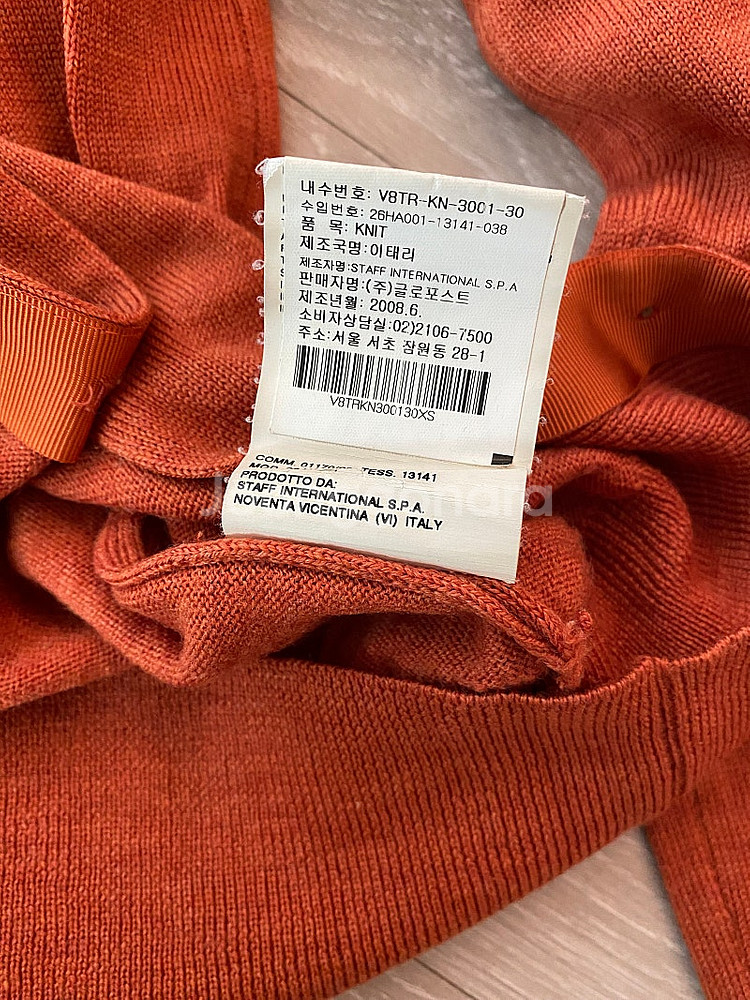 내수번호: V8TR-KN-3001-30
수입번호: 26HA001-13141-038
품 목: KNIT
제조국명:이태리
제조자명:STAFF INTERNATIONAL S.P.A
판매자명:(주)글로포스트
제조년월: 2008.6.
소비자상담실:02)2106-7500
주소:서울 서초 잠원동 28-1
V8TRKN300130XS
COMM. TESS. 13141
PRODOTTO DA:
STAFF INTERNATIONAL S.P.A.
NOVENTA VICENTINA (VI) ITALY